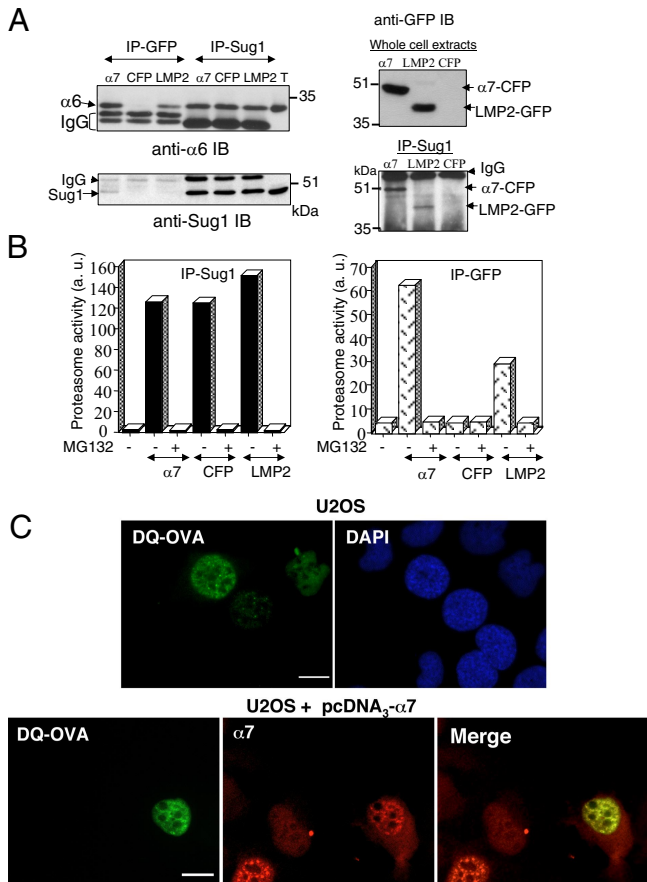 A
IP-GFP IP-Sug1
α7 CFP LMP2 α7 CFP LMP2 T
α6
IgG
35
anti-α6 IB
IgG
Sug1
51
kDa
anti-Sug1 IB
anti-GFP IB
Whole cell extracts
α7 LMP2 CFP
51
35
α7-CFP
LMP2-GFP
IP-Sug1
kDa α7 LMP2 CFP
51
35
IgG
α7-CFP
LMP2-GFP
B
Proteasome activity (a. u.)
160
140
120
100
80
60
40
20
0
IP-Sug1
MG132 - - + - + - +
α7 CFP LMP2
Proteasome activity (a. u.)
70
60
50
40
30
20
10
0
IP-GFP
MG132 - - + - + - +
α7 CFP LMP2
C
U2OS
DQ-OVA DAPI
U2OS + pcDNA3-α7
DQ-OVA α7 Merge